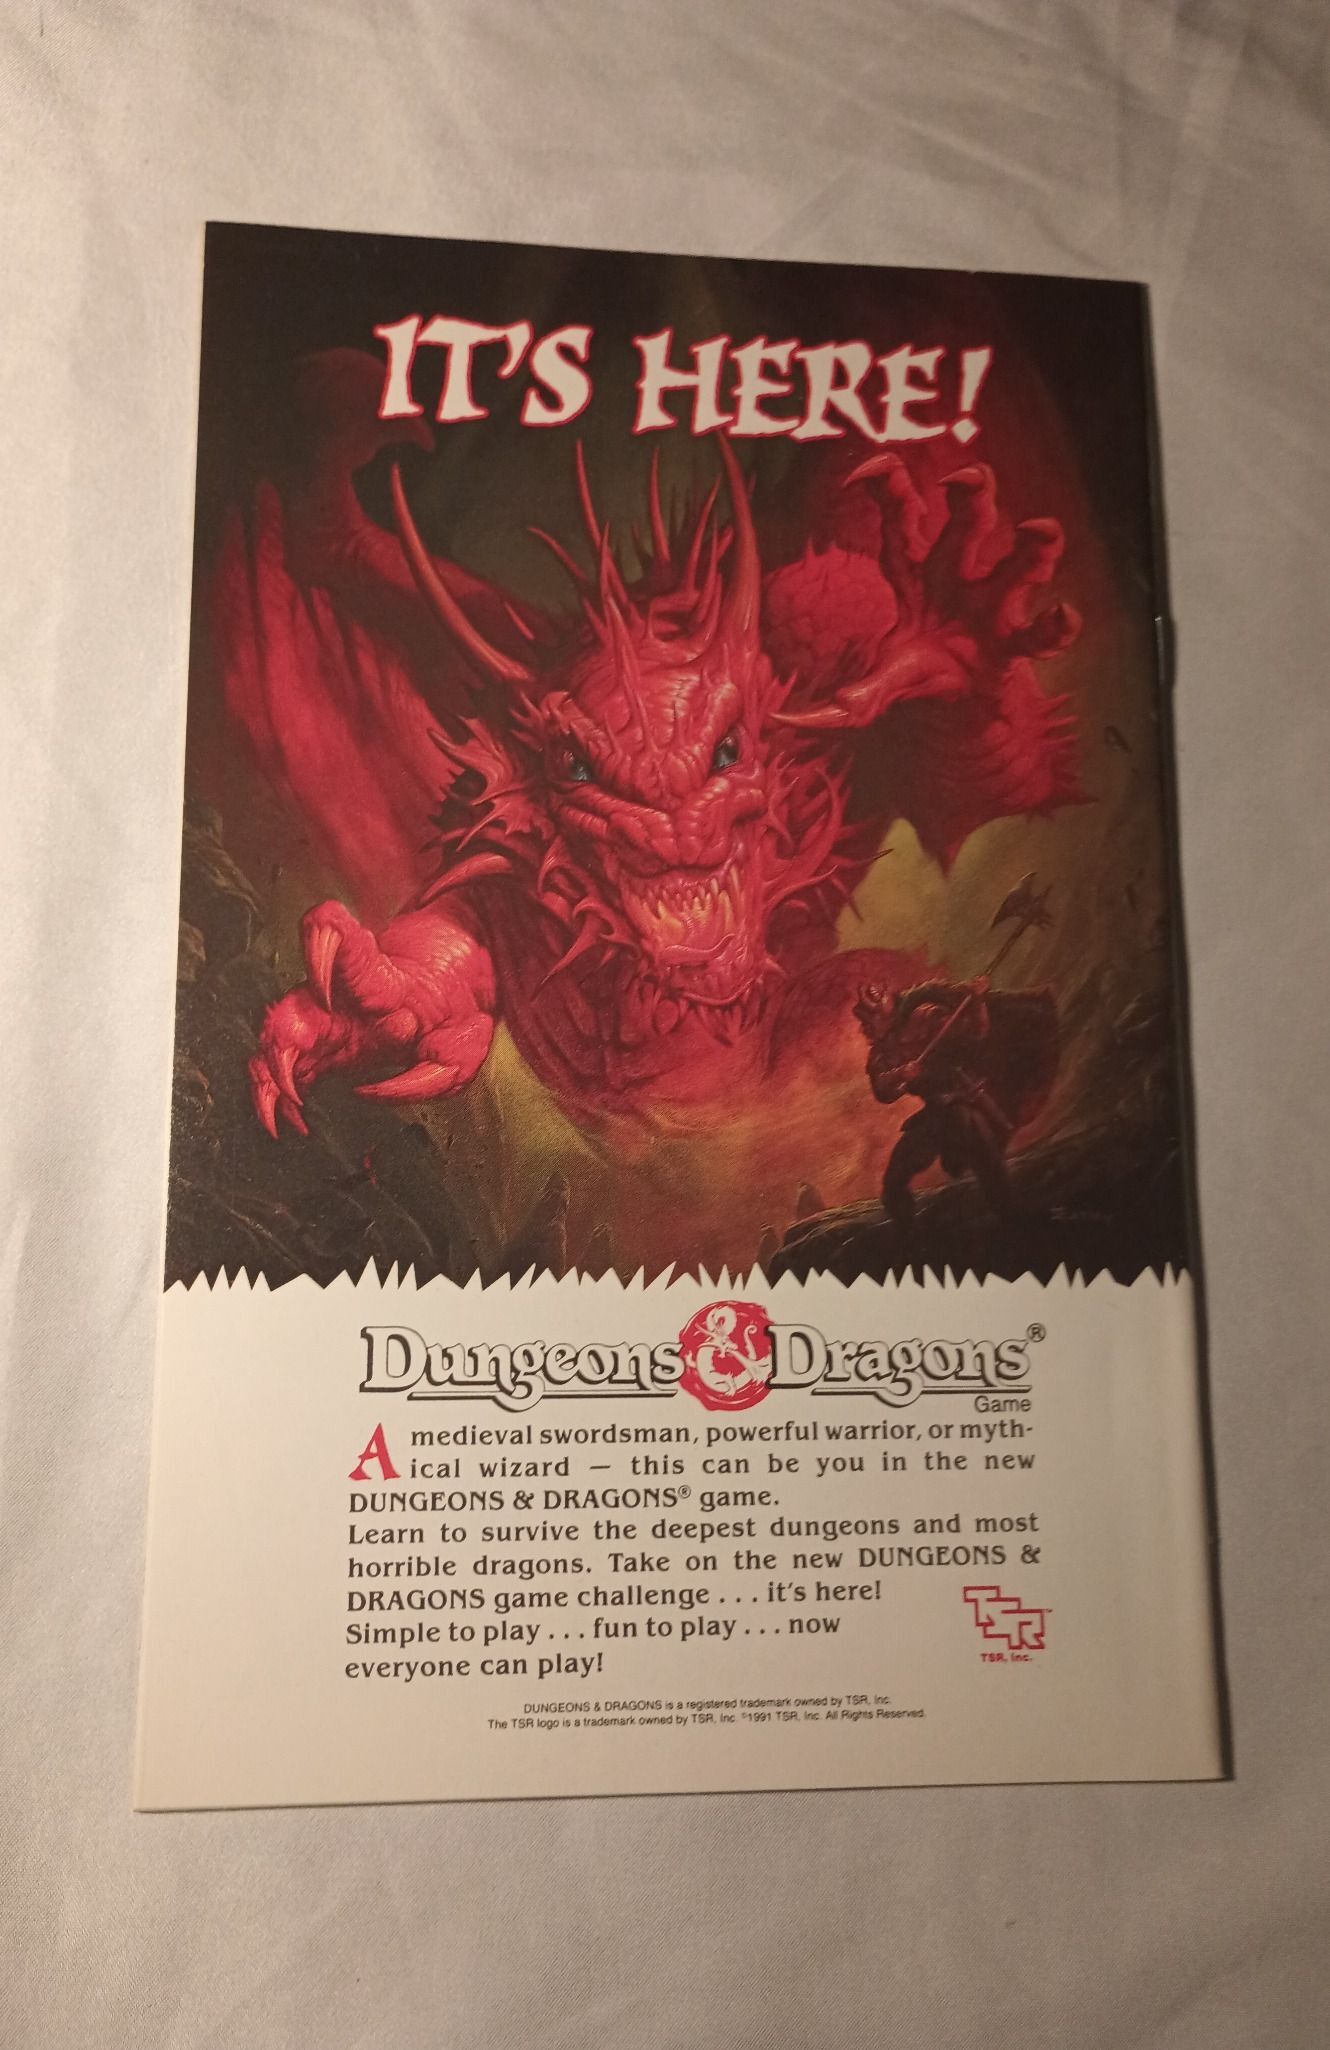 IT'S HERE!
Dungeons & Dragons®
Game
A medieval swordsman, powerful warrior, or myth-
ical wizard — this can be you in the new
DUNGEONS & DRAGONS® game.
Learn to survive the deepest dungeons and most
horrible dragons. Take on the new DUNGEONS &
DRAGONS game challenge . . . it's here!
Simple to play . . . fun to play . . . now
everyone can play!
TSR
TSR, Inc.
DUNGEONS & DRAGONS is a registered trademark owned by TSR, Inc.
The TSR logo is a trademark owned by TSR, Inc. ©1991 TSR, Inc. All Rights Reserved.